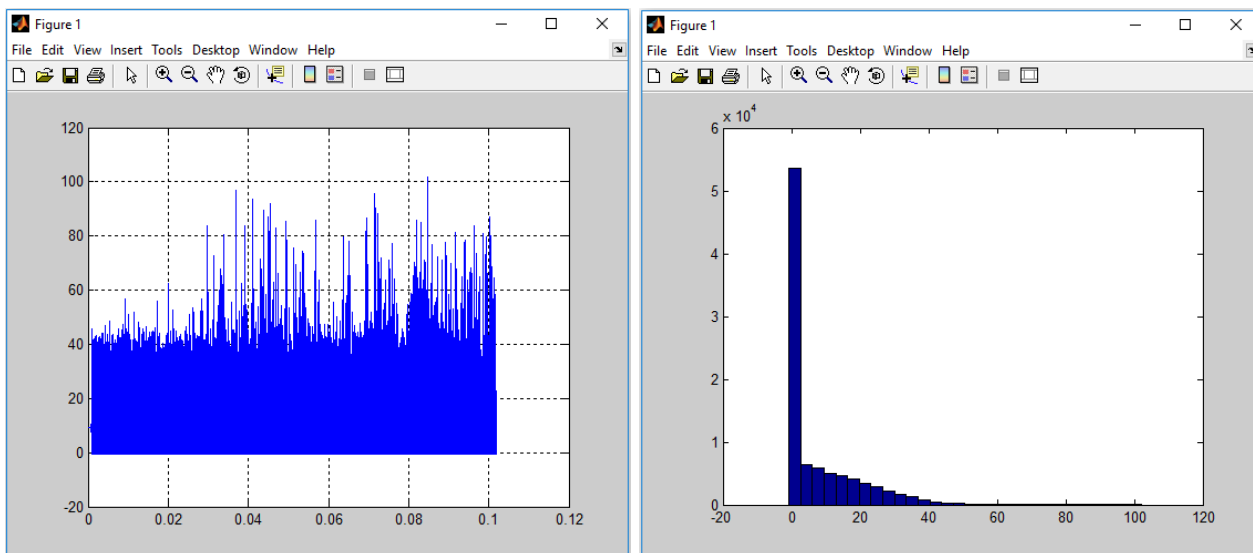 Figure 1
File Edit View Insert Tools Desktop Window Help
120
100
80
60
40
20
0
-20
0 0.02 0.04 0.06 0.08 0.1 0.12
Figure 1
File Edit View Insert Tools Desktop Window Help
x 10^4
6
5
4
3
2
1
0
-20 0 20 40 60 80 100 120